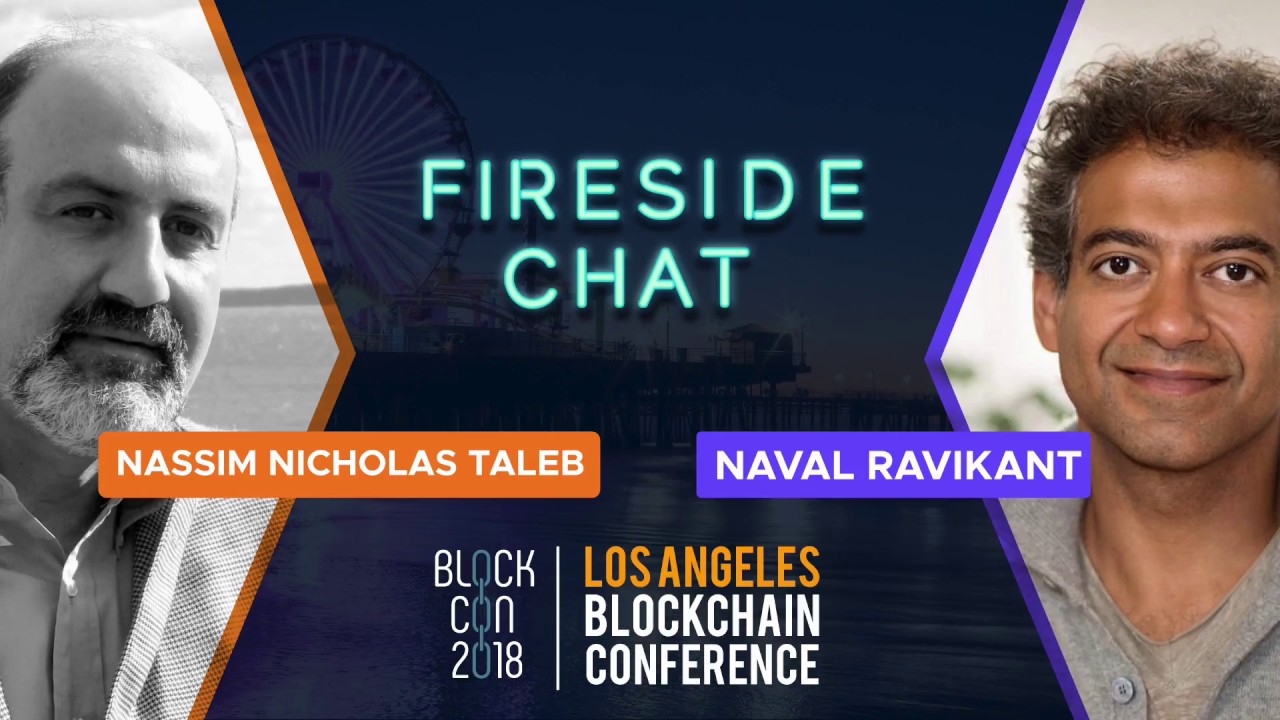 FIRESIDE
CHAT
NASSIM NICHOLAS TALEB
NAVAL RAVIKANT
BLOCK
CON
2018
LOS ANGELES
BLOCKCHAIN
CONFERENCE